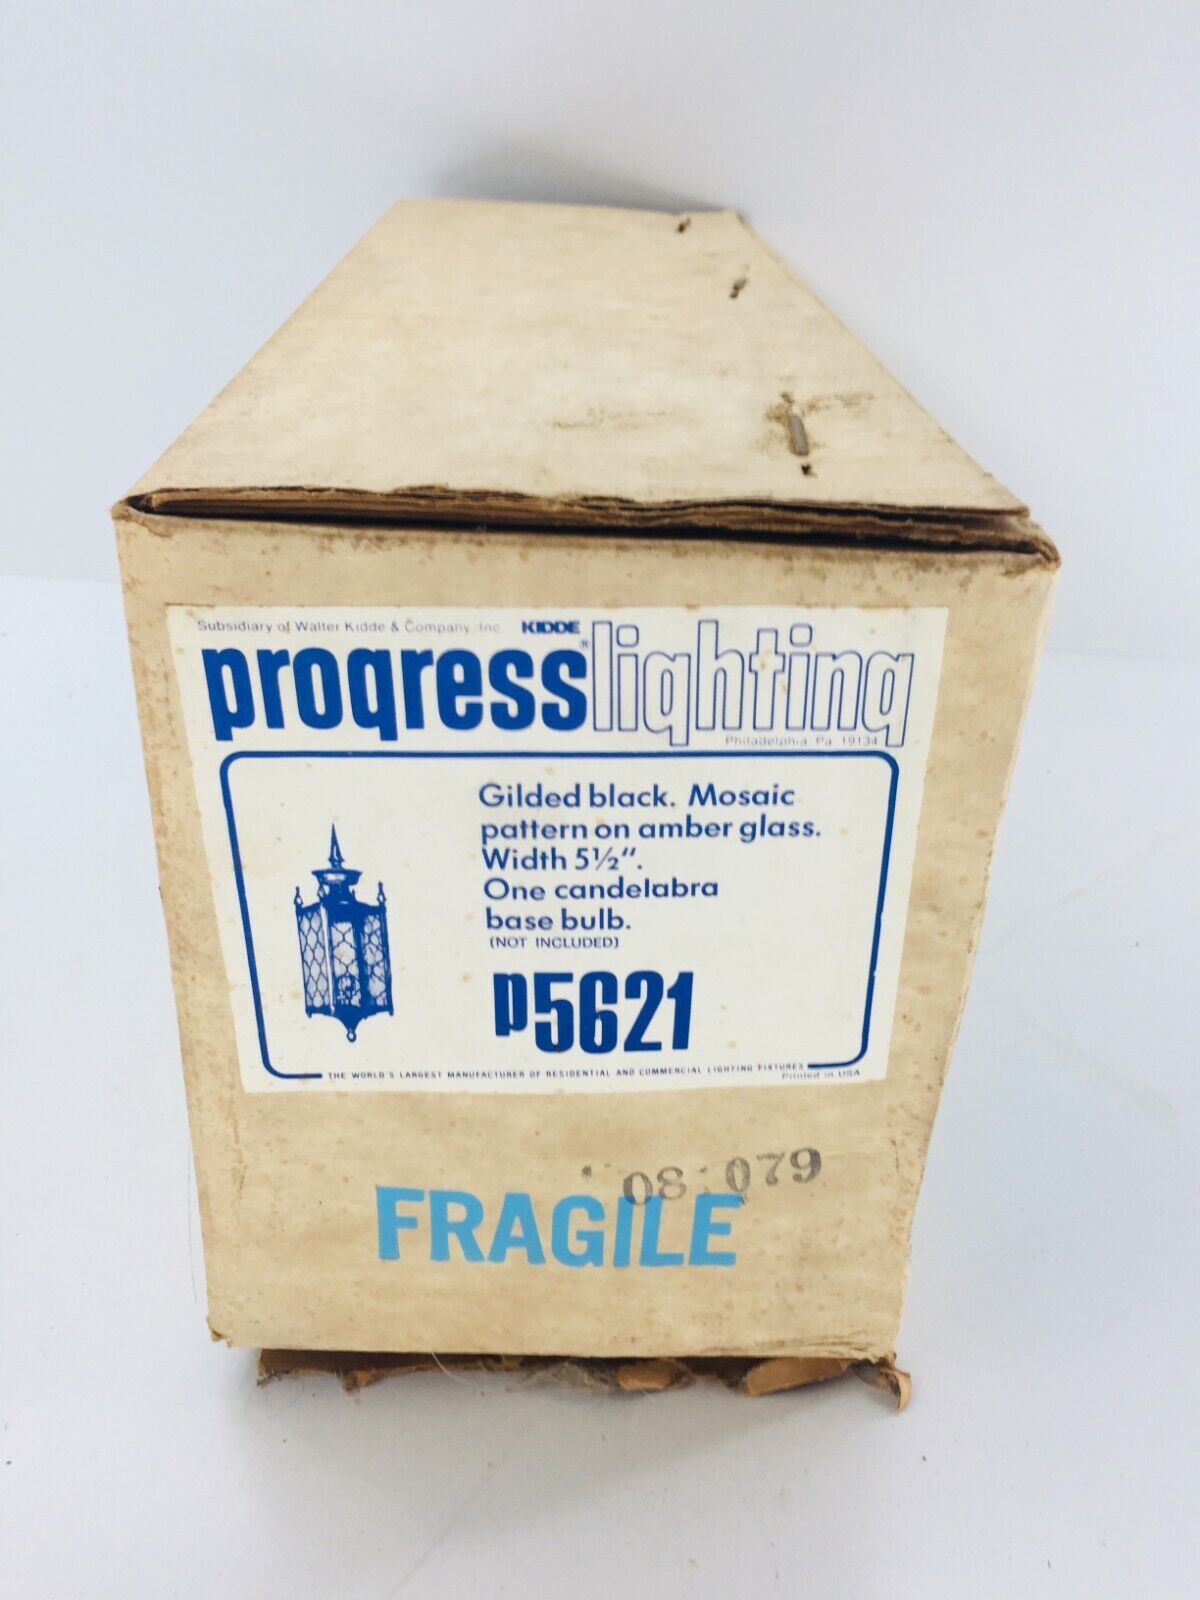 Subsidiary of Walter Kidde & Company, Inc. KIDDE
progress® lighting
Philadelphia Pa 19134
Gilded black. Mosaic
pattern on amber glass.
Width 5½".
One candelabra
base bulb.
(NOT INCLUDED)
p5621
THE WORLD'S LARGEST MANUFACTURER OF RESIDENTIAL AND COMMERCIAL LIGHTING FIXTURES
Printed in USA
08 079
FRAGILE